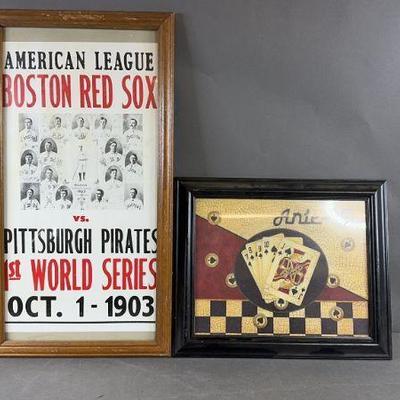 AMERICAN LEAGUE
BOSTON RED SOX
vs.
PITTSBURGH PIRATES
1st WORLD SERIES
OCT. 1 - 1903
Ante